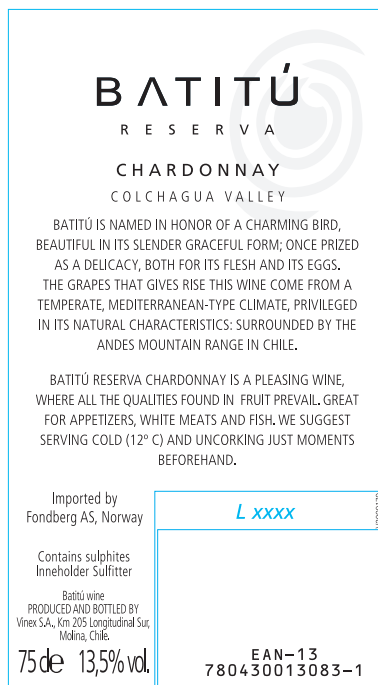 BATITÚ
RESERVA
CHARDONNAY
COLCHAGUA VALLEY
BATITÚ IS NAMED IN HONOR OF A CHARMING BIRD,
BEAUTIFUL IN ITS SLENDER GRACEFUL FORM; ONCE PRIZED
AS A DELICACY, BOTH FOR ITS FLESH AND ITS EGGS.
THE GRAPES THAT GIVES RISE THIS WINE COME FROM A
TEMPERATE, MEDITERRANEAN-TYPE CLIMATE, PRIVILEGED
IN ITS NATURAL CHARACTERISTICS: SURROUNDED BY THE
ANDES MOUNTAIN RANGE IN CHILE.
BATITÚ RESERVA CHARDONNAY IS A PLEASING WINE,
WHERE ALL THE QUALITIES FOUND IN FRUIT PREVAIL. GREAT
FOR APPETIZERS, WHITE MEATS AND FISH. WE SUGGEST
SERVING COLD (12º C) AND UNCORKING JUST MOMENTS
BEFOREHAND.
Imported by
Fondberg AS, Norway
Contains sulphites
Inneholder Sulfitter
Batitú wine
PRODUCED AND BOTTLED BY
Vinex S.A., Km 205 Longitudinal Sur,
Molina, Chile.
75 cl e 13,5% vol.
L xxxx
EAN-13
780430013083-1